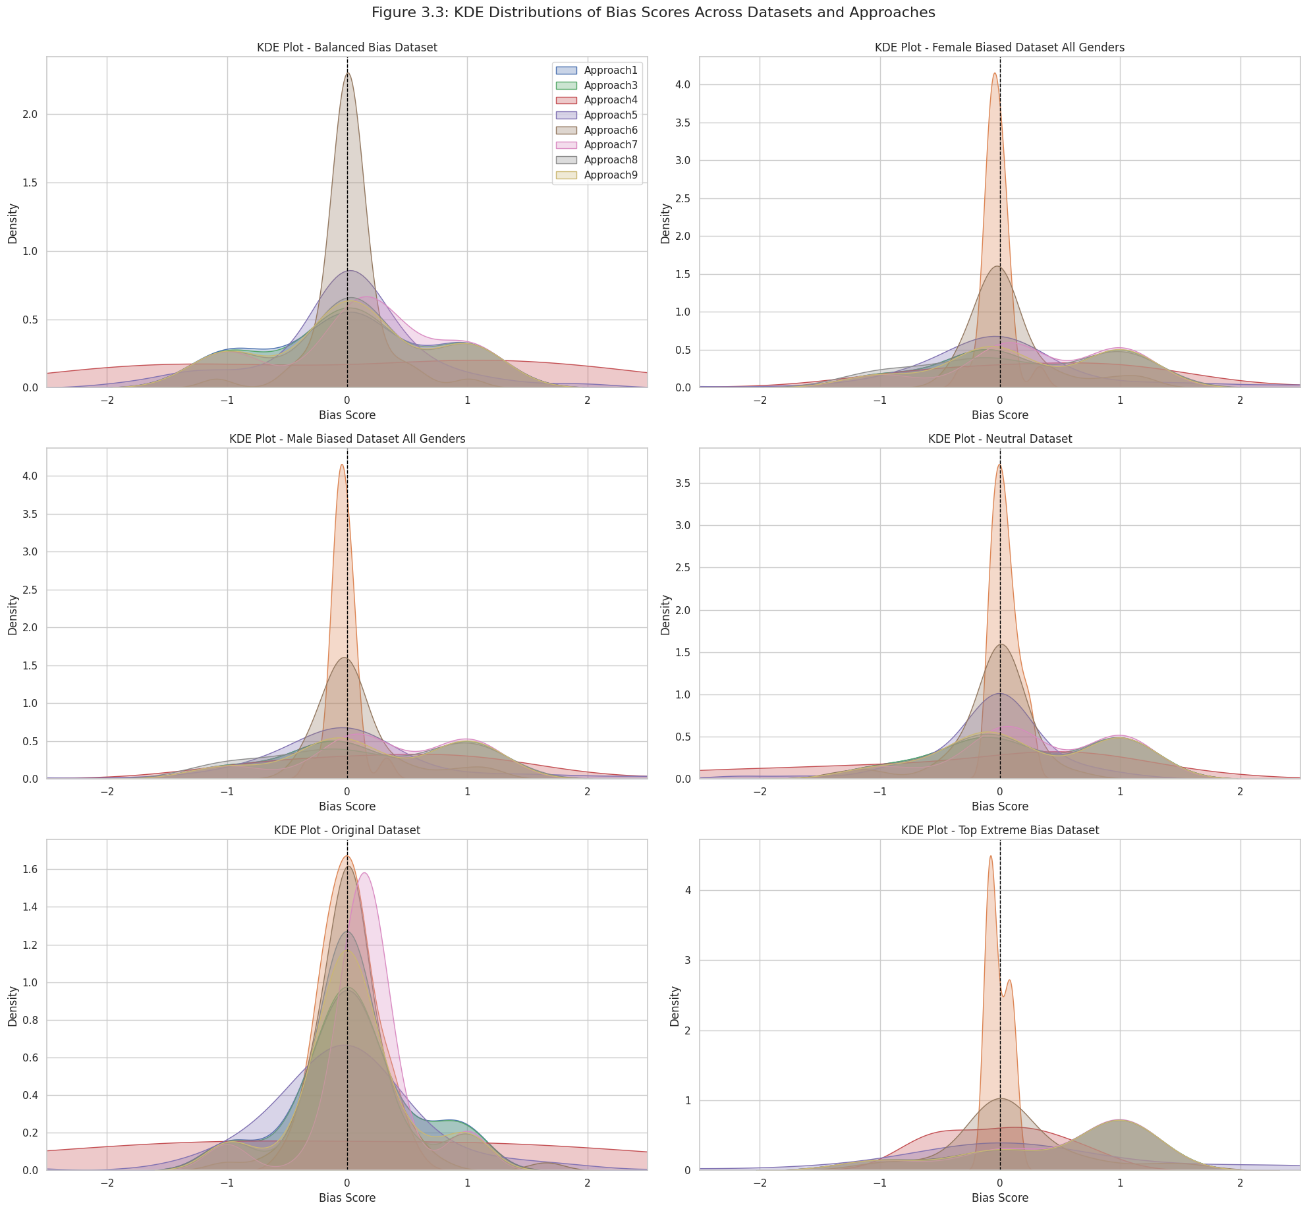 Figure 3.3: KDE Distributions of Bias Scores Across Datasets and Approaches
KDE Plot - Balanced Bias Dataset
Density
2.0
1.5
1.0
0.5
0.0
−2
−1
0
1
2
Bias Score
Approach1
Approach3
Approach4
Approach5
Approach6
Approach7
Approach8
Approach9
KDE Plot - Female Biased Dataset All Genders
Density
4.0
3.5
3.0
2.5
2.0
1.5
1.0
0.5
0.0
−2
−1
0
1
2
Bias Score
KDE Plot - Male Biased Dataset All Genders
Density
4.0
3.5
3.0
2.5
2.0
1.5
1.0
0.5
0.0
−2
−1
0
1
2
Bias Score
KDE Plot - Neutral Dataset
Density
3.5
3.0
2.5
2.0
1.5
1.0
0.5
0.0
−2
−1
0
1
2
Bias Score
KDE Plot - Original Dataset
Density
1.6
1.4
1.2
1.0
0.8
0.6
0.4
0.2
0.0
−2
−1
0
1
2
Bias Score
KDE Plot - Top Extreme Bias Dataset
Density
4
3
2
1
0
−2
−1
0
1
2
Bias Score